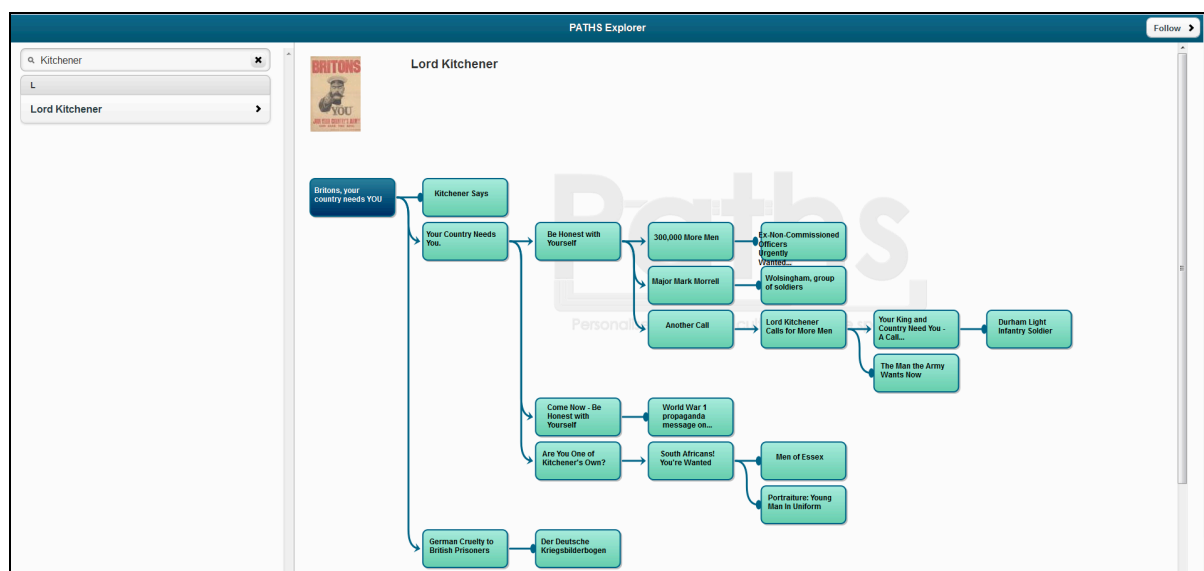 PATHS Explorer
Follow
Kitchener
L
Lord Kitchener
BRITONS
YOU
Lord Kitchener
Paths
Britons, your
country needs YOU
Kitchener Says
Your Country Needs
You.
Be Honest with
Yourself
300,000 More Men
Ex-Non-Commissioned
Officers
Urgently
Wanted...
Major Mark Morrell
Wolsingham, group
of soldiers
Another Call
Lord Kitchener
Calls for More Men
Your King and
Country Need You -
A Call...
Durham Light
Infantry Soldier
The Man the Army
Wants Now
Come Now - Be
Honest with
Yourself
World War 1
propaganda
message on...
Are You One of
Kitchener's Own?
South Africans!
You're Wanted
Men of Essex
Portraiture: Young
Man In Uniform
German Cruelty to
British Prisoners
Der Deutsche
Kriegsbilderbogen